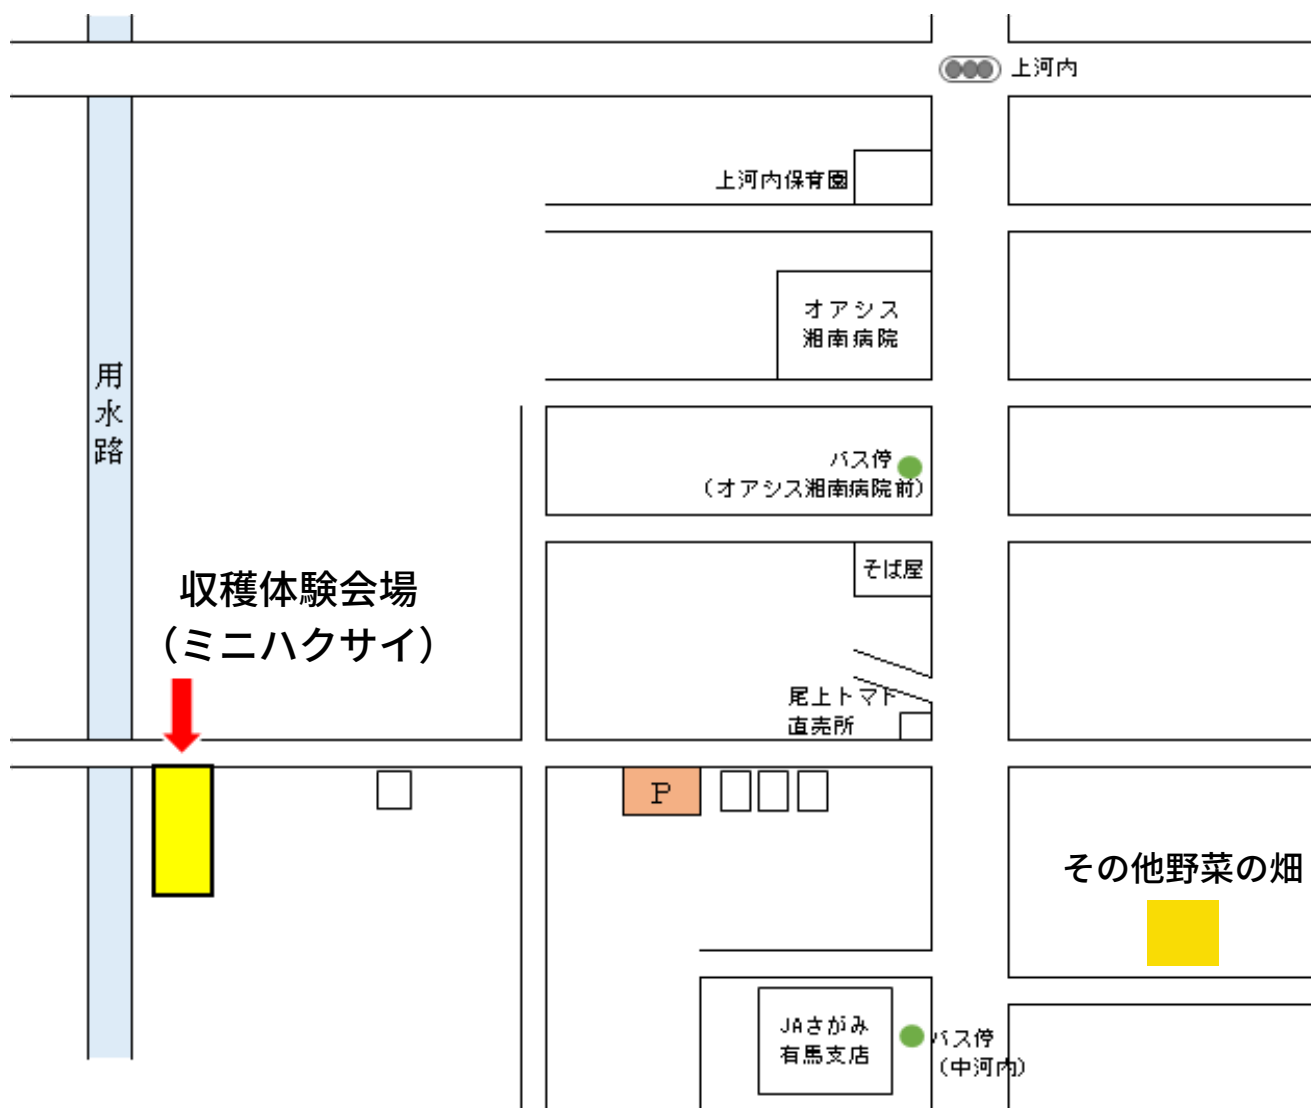 上河内
上河内保育園
オアシス
湘南病院
用水路
バス停
（オアシス湘南病院前）
そば屋
収穫体験会場
（ミニハクサイ）
尾上トマト
直売所
P
その他野菜の畑
JAさがみ
有馬支店
バス停
（中河内）